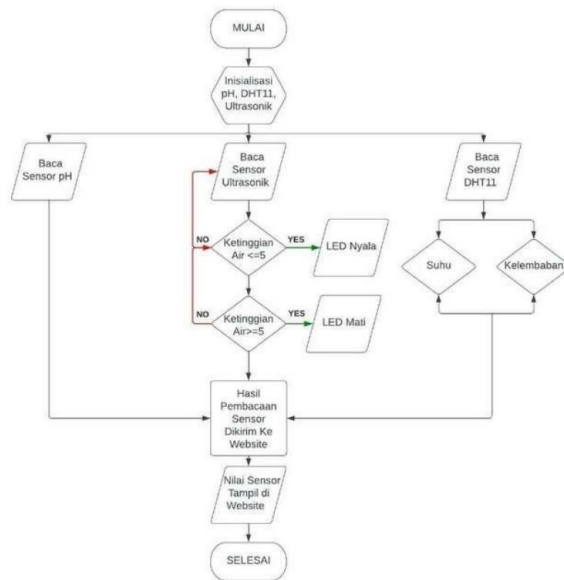 MULAI
Inisialisasi
pH, DHT11,
Ultrasonik
Baca
Sensor pH
Baca
Sensor
Ultrasonik
Baca
Sensor
DHT11
NO
Ketinggian
Air <=5
YES
LED Nyala
Suhu
Kelembaban
NO
Ketinggian
Air>=5
YES
LED Mati
Hasil
Pembacaan
Sensor
Dikirim Ke
Website
Nilai Sensor
Tampil di
Website
SELESAI